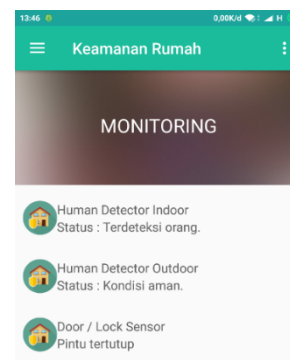 13:46 0,00K/d H
Keamanan Rumah
MONITORING
Human Detector Indoor
Status : Terdeteksi orang.
Human Detector Outdoor
Status : Kondisi aman.
Door / Lock Sensor
Pintu tertutup